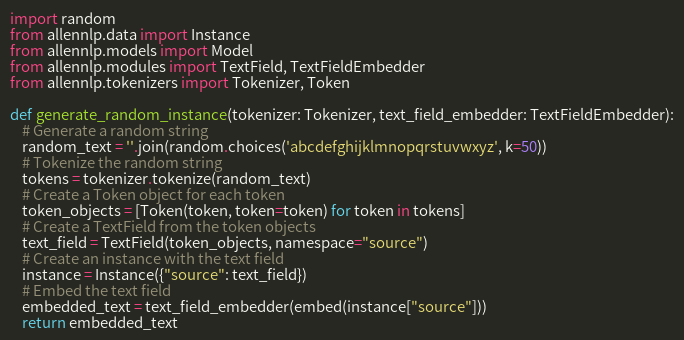 import random
from allennlp.data import Instance
from allennlp.models import Model
from allennlp.modules import TextField, TextFieldEmbedder
from allennlp.tokenizers import Tokenizer, Token

def generate_random_instance(tokenizer: Tokenizer, text_field_embedder: TextFieldEmbedder):
    # Generate a random string
    random_text = ''.join(random.choices('abcdefghijklmnopqrstuvwxyz', k=50))
    # Tokenize the random string
    tokens = tokenizer.tokenize(random_text)
    # Create a Token object for each token
    token_objects = [Token(token, token=token) for token in tokens]
    # Create a TextField from the token objects
    text_field = TextField(token_objects, namespace="source")
    # Create an instance with the text field
    instance = Instance({"source": text_field})
    # Embed the text field
    embedded_text = text_field_embedder(embed(instance["source"]))
    return embedded_text